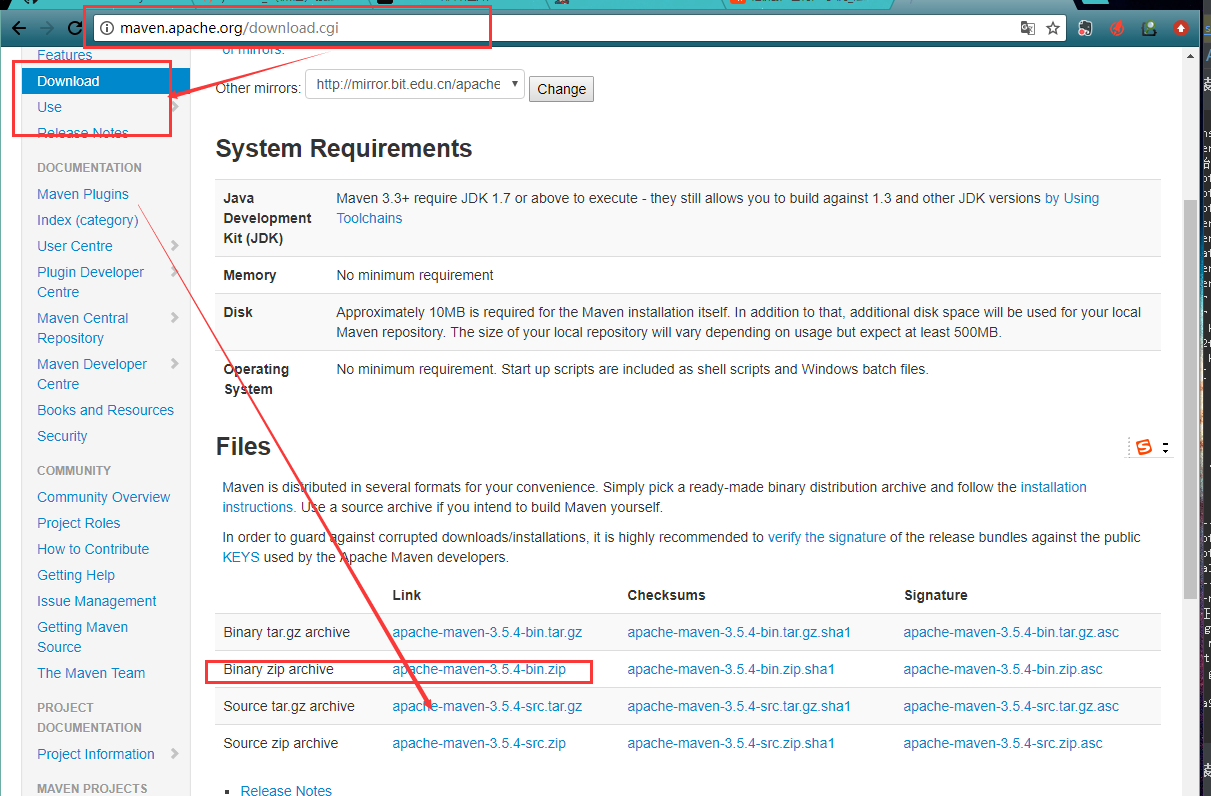 maven.apache.org/download.cgi
Features
Download
Use
Release Notes
DOCUMENTATION
Maven Plugins
Index (category)
User Centre
Plugin Developer
Centre
Maven Central
Repository
Maven Developer
Centre
Books and Resources
Security
COMMUNITY
Community Overview
Project Roles
How to Contribute
Getting Help
Issue Management
Getting Maven
Source
The Maven Team
PROJECT
DOCUMENTATION
Project Information
MAVEN PROJECTS
of mirrors.
Other mirrors: http://mirror.bit.edu.cn/apache Change
System Requirements
Java
Development
Kit (JDK)
Maven 3.3+ require JDK 1.7 or above to execute - they still allows you to build against 1.3 and other JDK versions by Using
Toolchains
Memory No minimum requirement
Disk
Approximately 10MB is required for the Maven installation itself. In addition to that, additional disk space will be used for your local
Maven repository. The size of your local repository will vary depending on usage but expect at least 500MB.
Operating
System
No minimum requirement. Start up scripts are included as shell scripts and Windows batch files.
Files
Maven is distributed in several formats for your convenience. Simply pick a ready-made binary distribution archive and follow the installation
instructions. Use a source archive if you intend to build Maven yourself.
In order to guard against corrupted downloads/installations, it is highly recommended to verify the signature of the release bundles against the public
KEYS used by the Apache Maven developers.
Link Checksums Signature
Binary tar.gz archive apache-maven-3.5.4-bin.tar.gz apache-maven-3.5.4-bin.tar.gz.sha1 apache-maven-3.5.4-bin.tar.gz.asc
Binary zip archive apache-maven-3.5.4-bin.zip apache-maven-3.5.4-bin.zip.sha1 apache-maven-3.5.4-bin.zip.asc
Source tar.gz archive apache-maven-3.5.4-src.tar.gz apache-maven-3.5.4-src.tar.gz.sha1 apache-maven-3.5.4-src.tar.gz.asc
Source zip archive apache-maven-3.5.4-src.zip apache-maven-3.5.4-src.zip.sha1 apache-maven-3.5.4-src.zip.asc
Release Notes